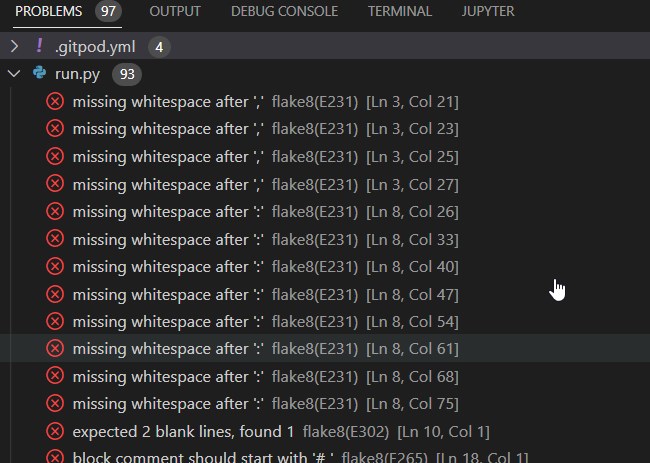 PROBLEMS 97 OUTPUT DEBUG CONSOLE TERMINAL JUPYTER
! .gitpod.yml 4
run.py 93
missing whitespace after ',' flake8(E231) [Ln 3, Col 21]
missing whitespace after ',' flake8(E231) [Ln 3, Col 23]
missing whitespace after ',' flake8(E231) [Ln 3, Col 25]
missing whitespace after ',' flake8(E231) [Ln 3, Col 27]
missing whitespace after ':' flake8(E231) [Ln 8, Col 26]
missing whitespace after ':' flake8(E231) [Ln 8, Col 33]
missing whitespace after ':' flake8(E231) [Ln 8, Col 40]
missing whitespace after ':' flake8(E231) [Ln 8, Col 47]
missing whitespace after ':' flake8(E231) [Ln 8, Col 54]
missing whitespace after ':' flake8(E231) [Ln 8, Col 61]
missing whitespace after ':' flake8(E231) [Ln 8, Col 68]
missing whitespace after ':' flake8(E231) [Ln 8, Col 75]
expected 2 blank lines, found 1 flake8(E302) [Ln 10, Col 1]
block comment should start with '# ' flake8(E265) [Ln 18, Col 1]